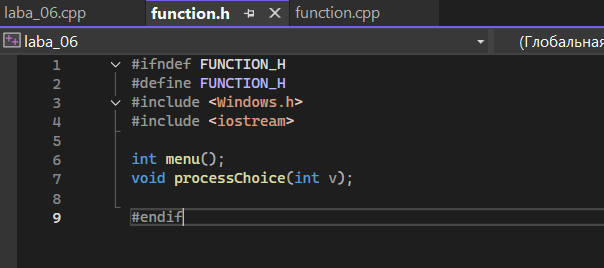 laba_06.cpp function.h function.cpp
laba_06 (Глобальная
1 #ifndef FUNCTION_H
2 #define FUNCTION_H
3 #include <Windows.h>
4 #include <iostream>
5
6 int menu();
7 void processChoice(int v);
8
9 #endif